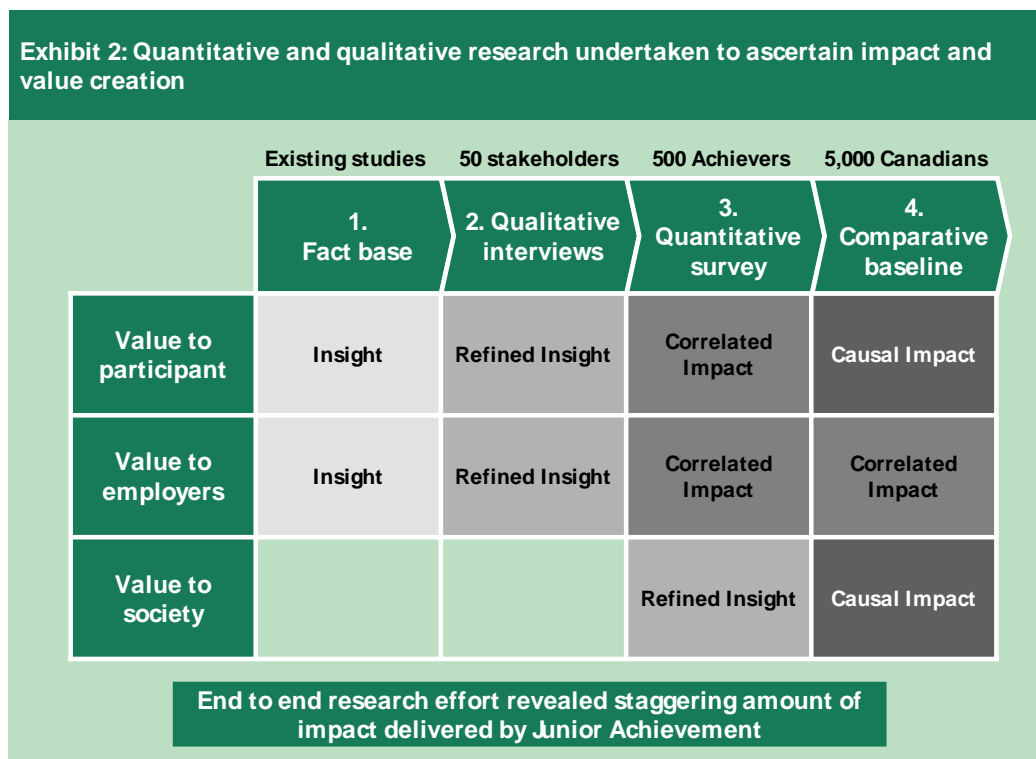 Exhibit 2: Quantitative and qualitative research undertaken to ascertain impact and
value creation
Existing studies
50 stakeholders
500 Achievers
5,000 Canadians
1.
Fact base
2. Qualitative
interviews
3.
Quantitative
survey
4.
Comparative
baseline
Value to
participant
Insight
Refined Insight
Correlated
Impact
Causal Impact
Value to
employers
Insight
Refined Insight
Correlated
Impact
Correlated
Impact
Value to
society
Refined Insight
Causal Impact
End to end research effort revealed staggering amount of
impact delivered by Junior Achievement